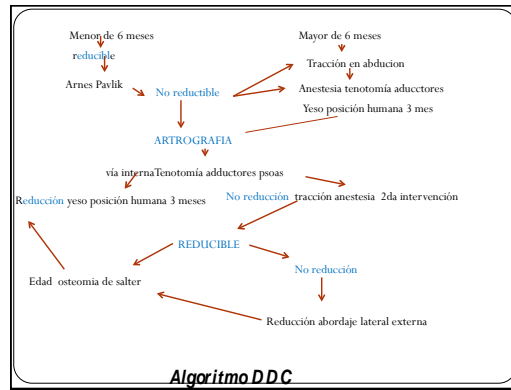 Menor de 6 meses
Mayor de 6 meses
reducible
Tracción en abducion
Arnes Pavlik
No reductible
Anestesia tenotomía aducctores
Yeso posición humana 3 mes
ARTROGRAFIA
vía internaTenotomía adductores psoas
Reducción yeso posición humana 3 meses
No reducción tracción anestesia 2da intervención
REDUCIBLE
No reducción
Edad osteomia de salter
Reducción abordaje lateral externa
Algoritmo DDC